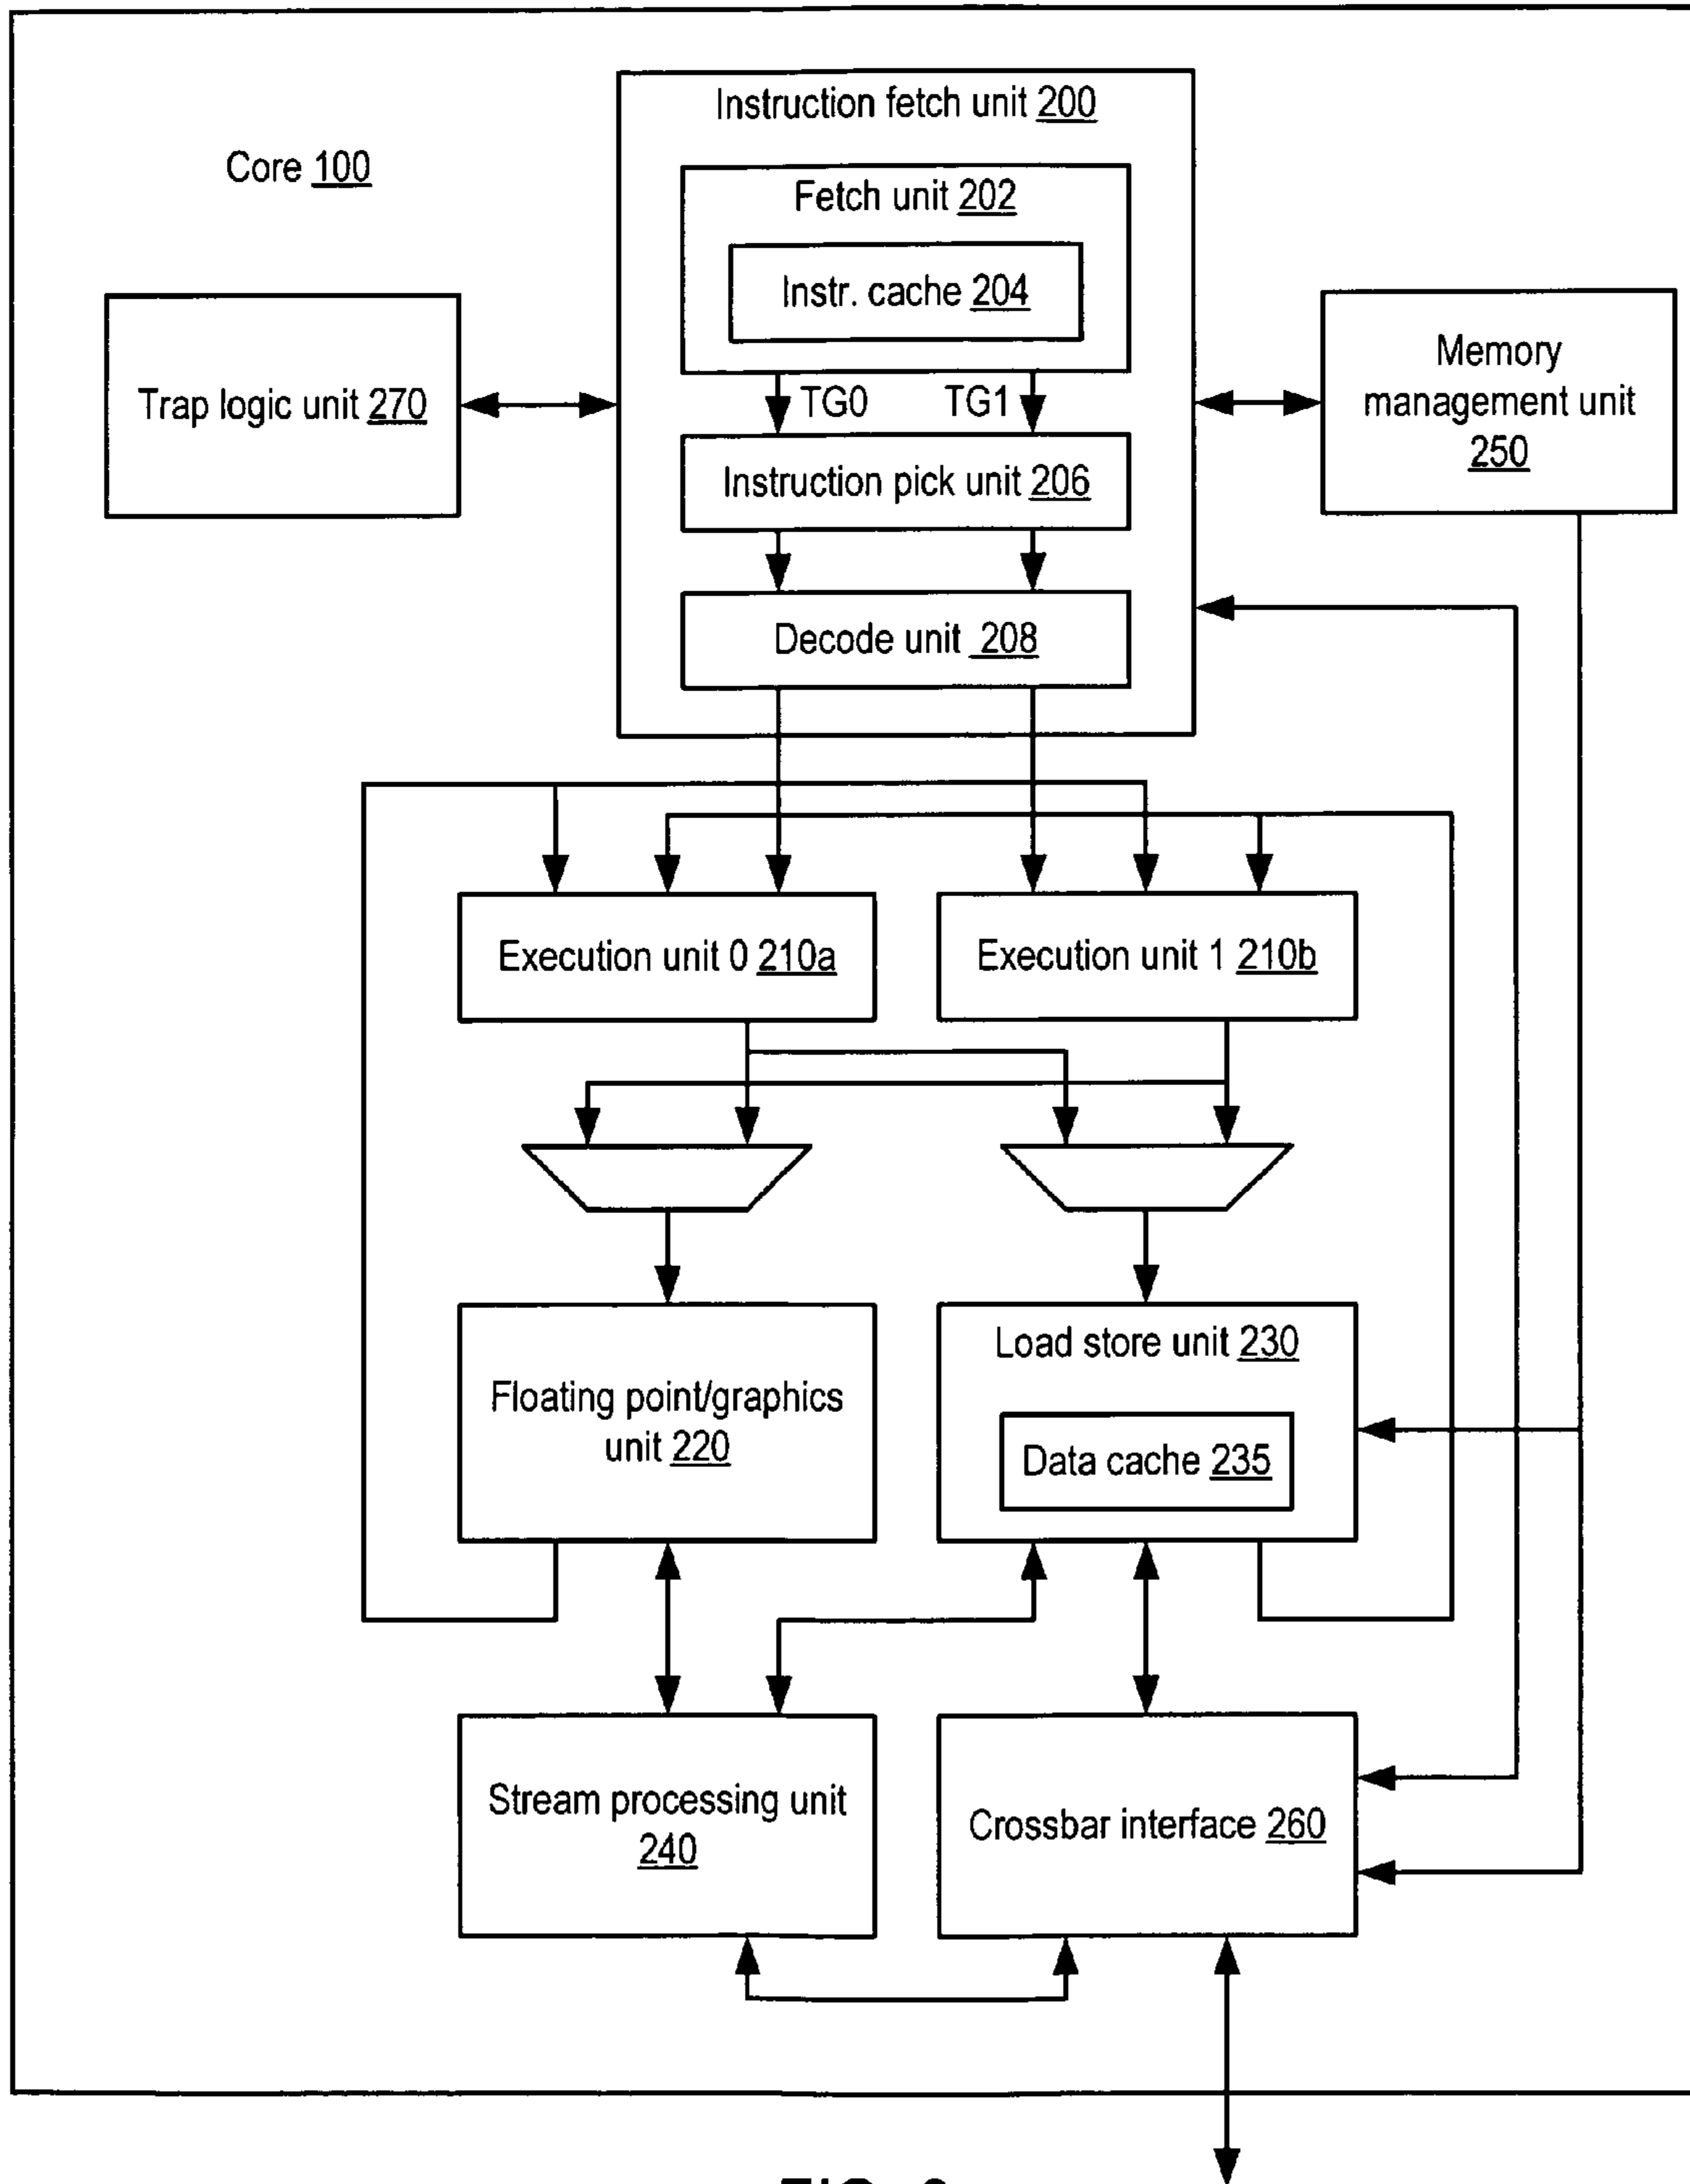 Instruction fetch unit 200
Core 100
Fetch unit 202
Instr. cache 204
Trap logic unit 270
Memory
management unit
250
TG0
TG1
Instruction pick unit 206
Decode unit 208
Execution unit 0 210a
Execution unit 1 210b
Floating point/graphics
unit 220
Load store unit 230
Data cache 235
Stream processing unit
240
Crossbar interface 260